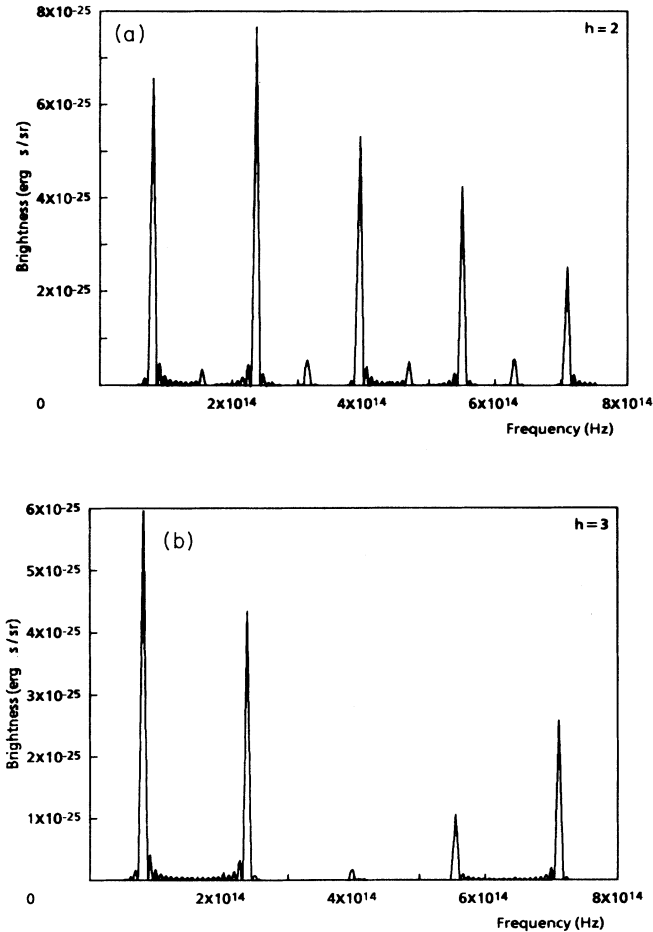 8x10-25
(a)
h=2
6x10-25
4x10-25
2x10-25
Brightness (erg s/sr)
0
2x1014
4x1014
6x1014
8x1014
Frequency (Hz)
6x10-25
(b)
h=3
5x10-25
4x10-25
3x10-25
2x10-25
1x10-25
Brightness (erg s/sr)
0
2x1014
4x1014
6x1014
8x1014
Frequency (Hz)